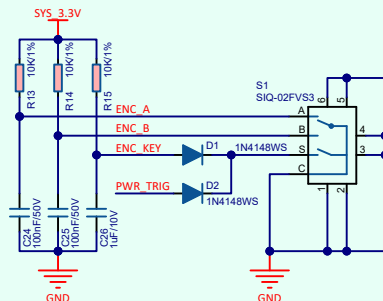 SYS_3.3V
10K/1%
10K/1%
10K/1%
R13
R14
R15
S1
SIQ-02FVS3
6
5
ENC_A
A
ENC_B
B
4
ENC_KEY
D1
1N4148WS
S
3
C
PWR_TRIG
D2
1N4148WS
1
2
C24
100nF/50V
C25
100nF/50V
C26
1uF/10V
GND
GND